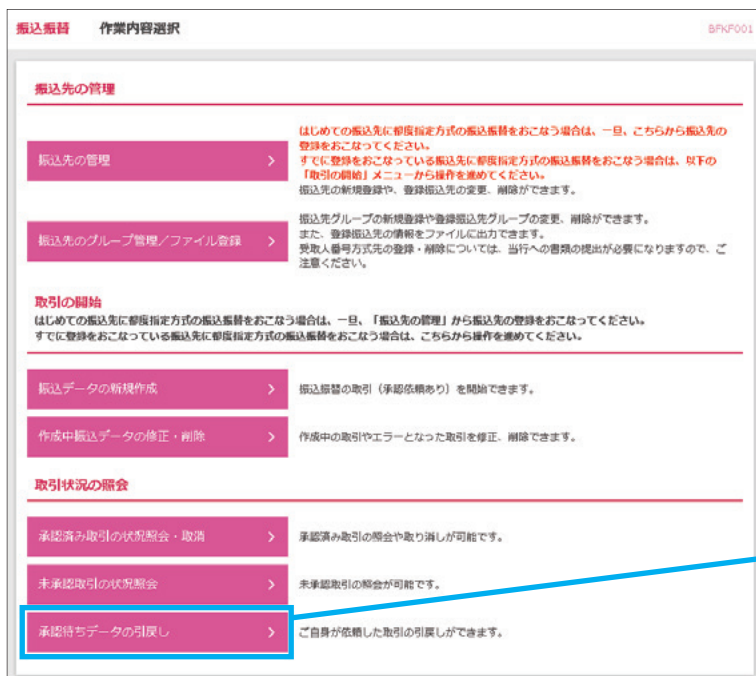 振込振替 作業内容選択 BFKF001
振込先の管理
振込先の管理
はじめての振込先に都度指定方式の振込振替をおこなう場合は、一旦、こちらから振込先の
登録をおこなってください。
すでに登録をおこなっている振込先に都度指定方式の振込振替をおこなう場合は、以下の
「取引の開始」メニューから操作を進めてください。
振込先の新規登録や、登録振込先の変更、削除ができます。
振込先のグループ管理／ファイル登録
振込先グループの新規登録や登録振込先グループの変更、削除ができます。
また、登録振込先の情報をファイルに出力できます。
受取人番号方式先の登録・削除については、当行への書類の提出が必要になりますので、ご
注意ください。
取引の開始
はじめての振込先に都度指定方式の振込振替をおこなう場合は、一旦、「振込先の管理」から振込先の登録をおこなってください。
すでに登録をおこなっている振込先に都度指定方式の振込振替をおこなう場合は、こちらから操作を進めてください。
振込データの新規作成
振込振替の取引（承認依頼あり）を開始できます。
作成中振込データの修正・削除
作成中の取引やエラーとなった取引を修正、削除できます。
取引状況の照会
承認済み取引の状況照会・取消
承認済み取引の照会や取り消しが可能です。
未承認取引の状況照会
未承認取引の照会が可能です。
承認待ちデータの引戻し
ご自身が依頼した取引の引戻しができます。